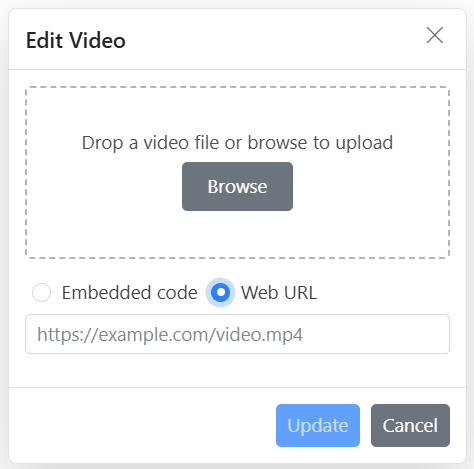 Edit Video
Drop a video file or browse to upload
Browse
Embedded code Web URL
https://example.com/video.mp4
Update Cancel